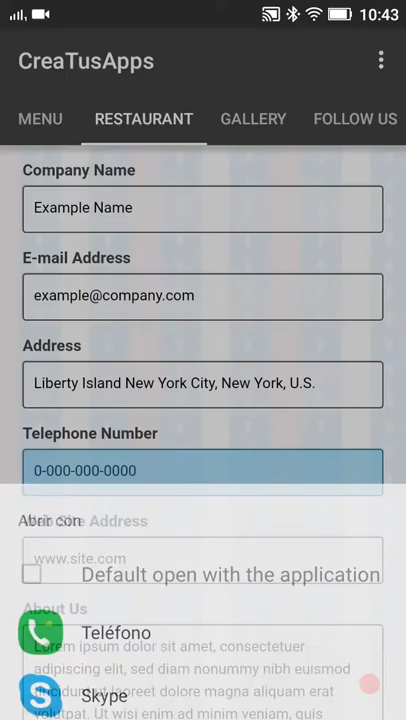 10:43
CreaTusApps
MENU RESTAURANT GALLERY FOLLOW US
Company Name
Example Name
E-mail Address
example@company.com
Address
Liberty Island New York City, New York, U.S.
Telephone Number
0-000-000-0000
Web Site Address
Abrir con
www.site.com
Default open with the application
About Us
Teléfono
Lorem ipsum dolor sit amet, consectetuer
adipiscing elit, sed diam nonummy nibh euismod
tincidunt ut laoreet dolore magna aliquam
Skype
volutpat. Ut wisi enim ad minim veniam, quis